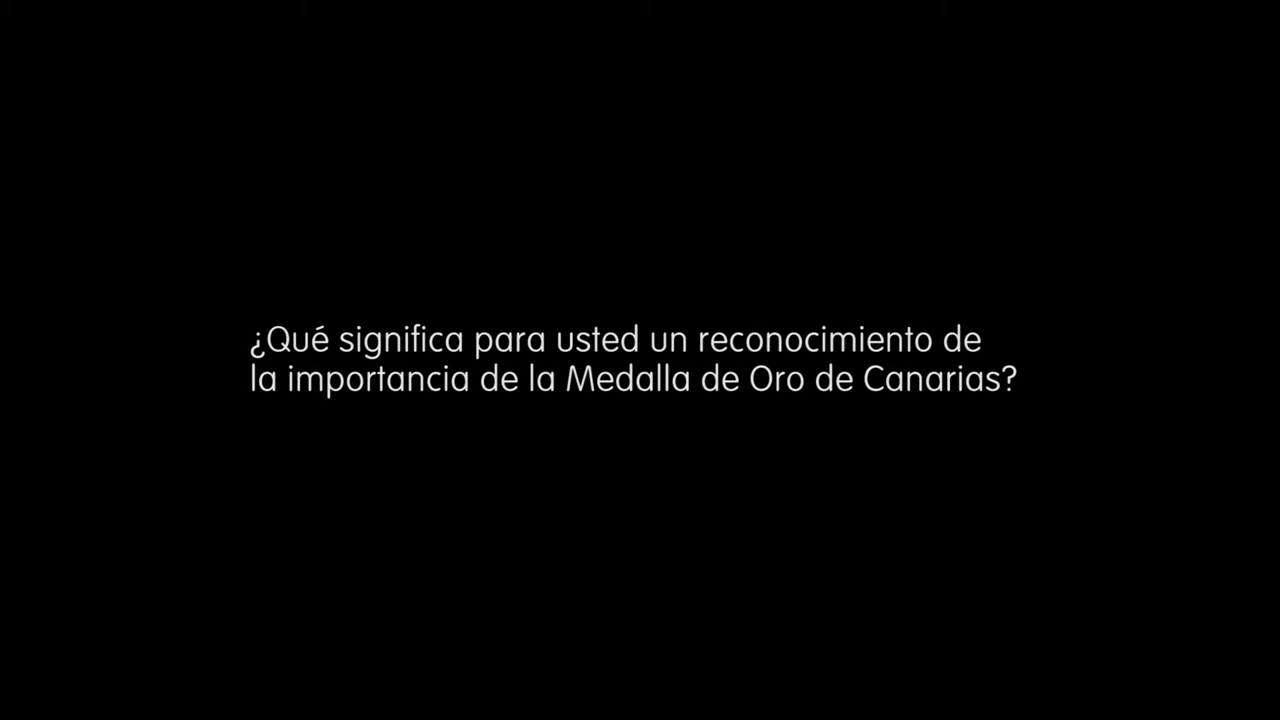 ¿Qué significa para usted un reconocimiento de
la importancia de la Medalla de Oro de Canarias?